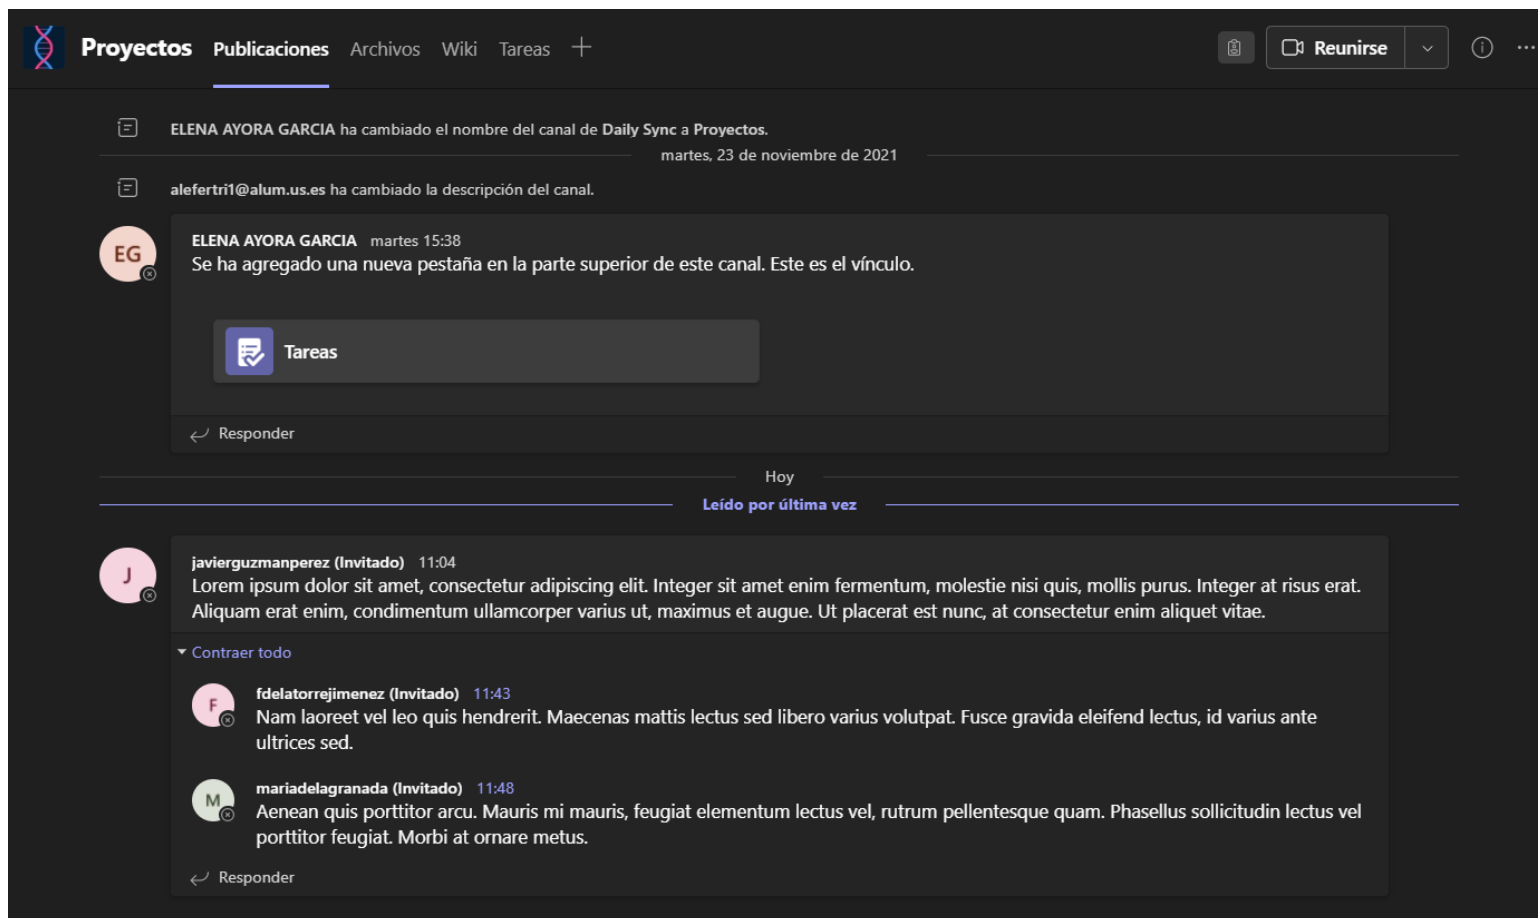 Proyectos Publicaciones Archivos Wiki Tareas Reunirse
ELENA AYORA GARCIA ha cambiado el nombre del canal de Daily Sync a Proyectos.
martes, 23 de noviembre de 2021
alefertri1@alum.us.es ha cambiado la descripción del canal.
EG
ELENA AYORA GARCIA martes 15:38
Se ha agregado una nueva pestaña en la parte superior de este canal. Este es el vínculo.
Tareas
Responder
Hoy
Leído por última vez
J
javierguzmanperez (Invitado) 11:04
Lorem ipsum dolor sit amet, consectetur adipiscing elit. Integer sit amet enim fermentum, molestie nisi quis, mollis purus. Integer at risus erat.
Aliquam erat enim, condimentum ullamcorper varius ut, maximus et augue. Ut placerat est nunc, at consectetur enim aliquet vitae.
Contraer todo
F
fdelatorrejimenez (Invitado) 11:43
Nam laoreet vel leo quis hendrerit. Maecenas mattis lectus sed libero varius volutpat. Fusce gravida eleifend lectus, id varius ante
ultrices sed.
M
mariadelagranada (Invitado) 11:48
Aenean quis porttitor arcu. Mauris mi mauris, feugiat elementum lectus vel, rutrum pellentesque quam. Phasellus sollicitudin lectus vel
porttitor feugiat. Morbi at ornare metus.
Responder